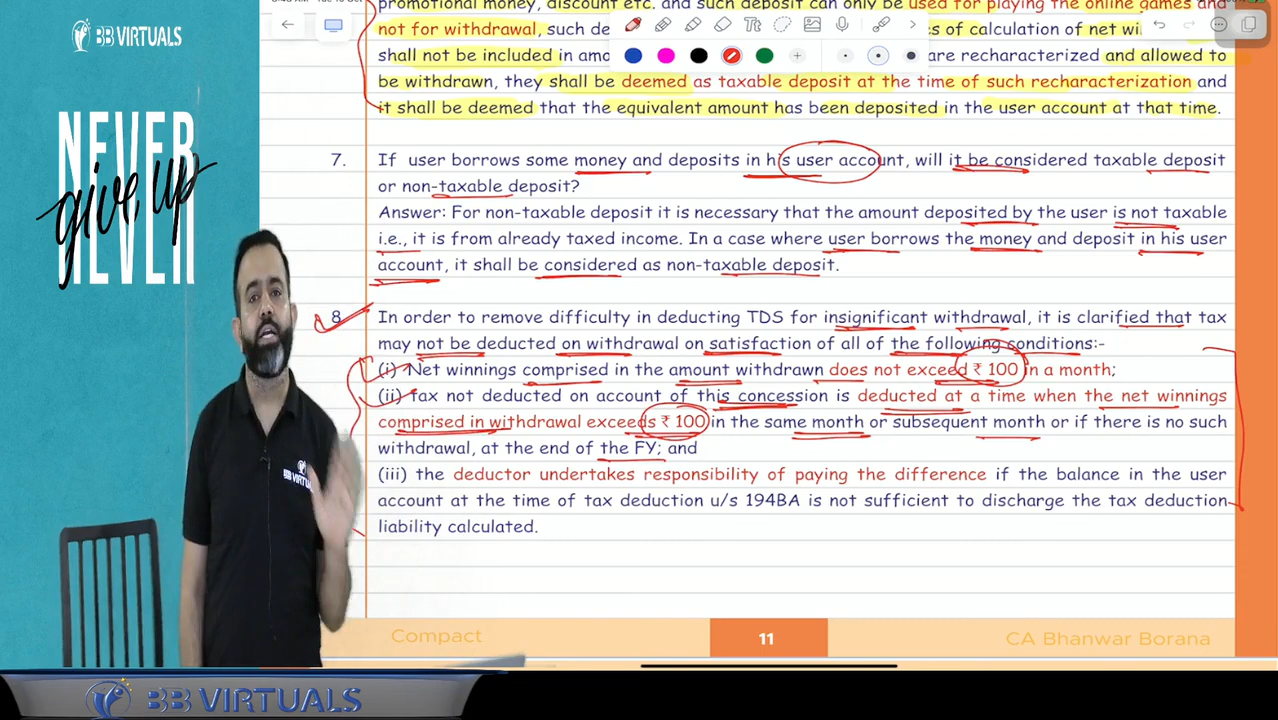 BB VIRTUALS
NEVER
give up
NEVER
promotional money, discount etc. and such deposit can only be used for playing the online games and
not for withdrawal, such de es of calculation of net wi
shall not be included in amo are recharacterized and allowed to
be withdrawn, they shall be deemed as taxable deposit at the time of such recharacterization and
it shall be deemed that the equivalent amount has been deposited in the user account at that time.
7. If user borrows some money and deposits in his user account, will it be considered taxable deposit
or non-taxable deposit?
Answer: For non-taxable deposit it is necessary that the amount deposited by the user is not taxable
i.e., it is from already taxed income. In a case where user borrows the money and deposit in his user
account, it shall be considered as non-taxable deposit.
8 In order to remove difficulty in deducting TDS for insignificant withdrawal, it is clarified that tax
may not be deducted on withdrawal on satisfaction of all of the following conditions:-
(i) Net winnings comprised in the amount withdrawn does not exceed ₹ 100 in a month;
(ii) tax not deducted on account of this concession is deducted at a time when the net winnings
comprised in withdrawal exceeds ₹ 100 in the same month or subsequent month or if there is no such
withdrawal, at the end of the FY; and
(iii) the deductor undertakes responsibility of paying the difference if the balance in the user
account at the time of tax deduction u/s 194BA is not sufficient to discharge the tax deduction
liability calculated.
BB VIRTUALS
Compact 11 CA Bhanwar Borana
BB VIRTUALS